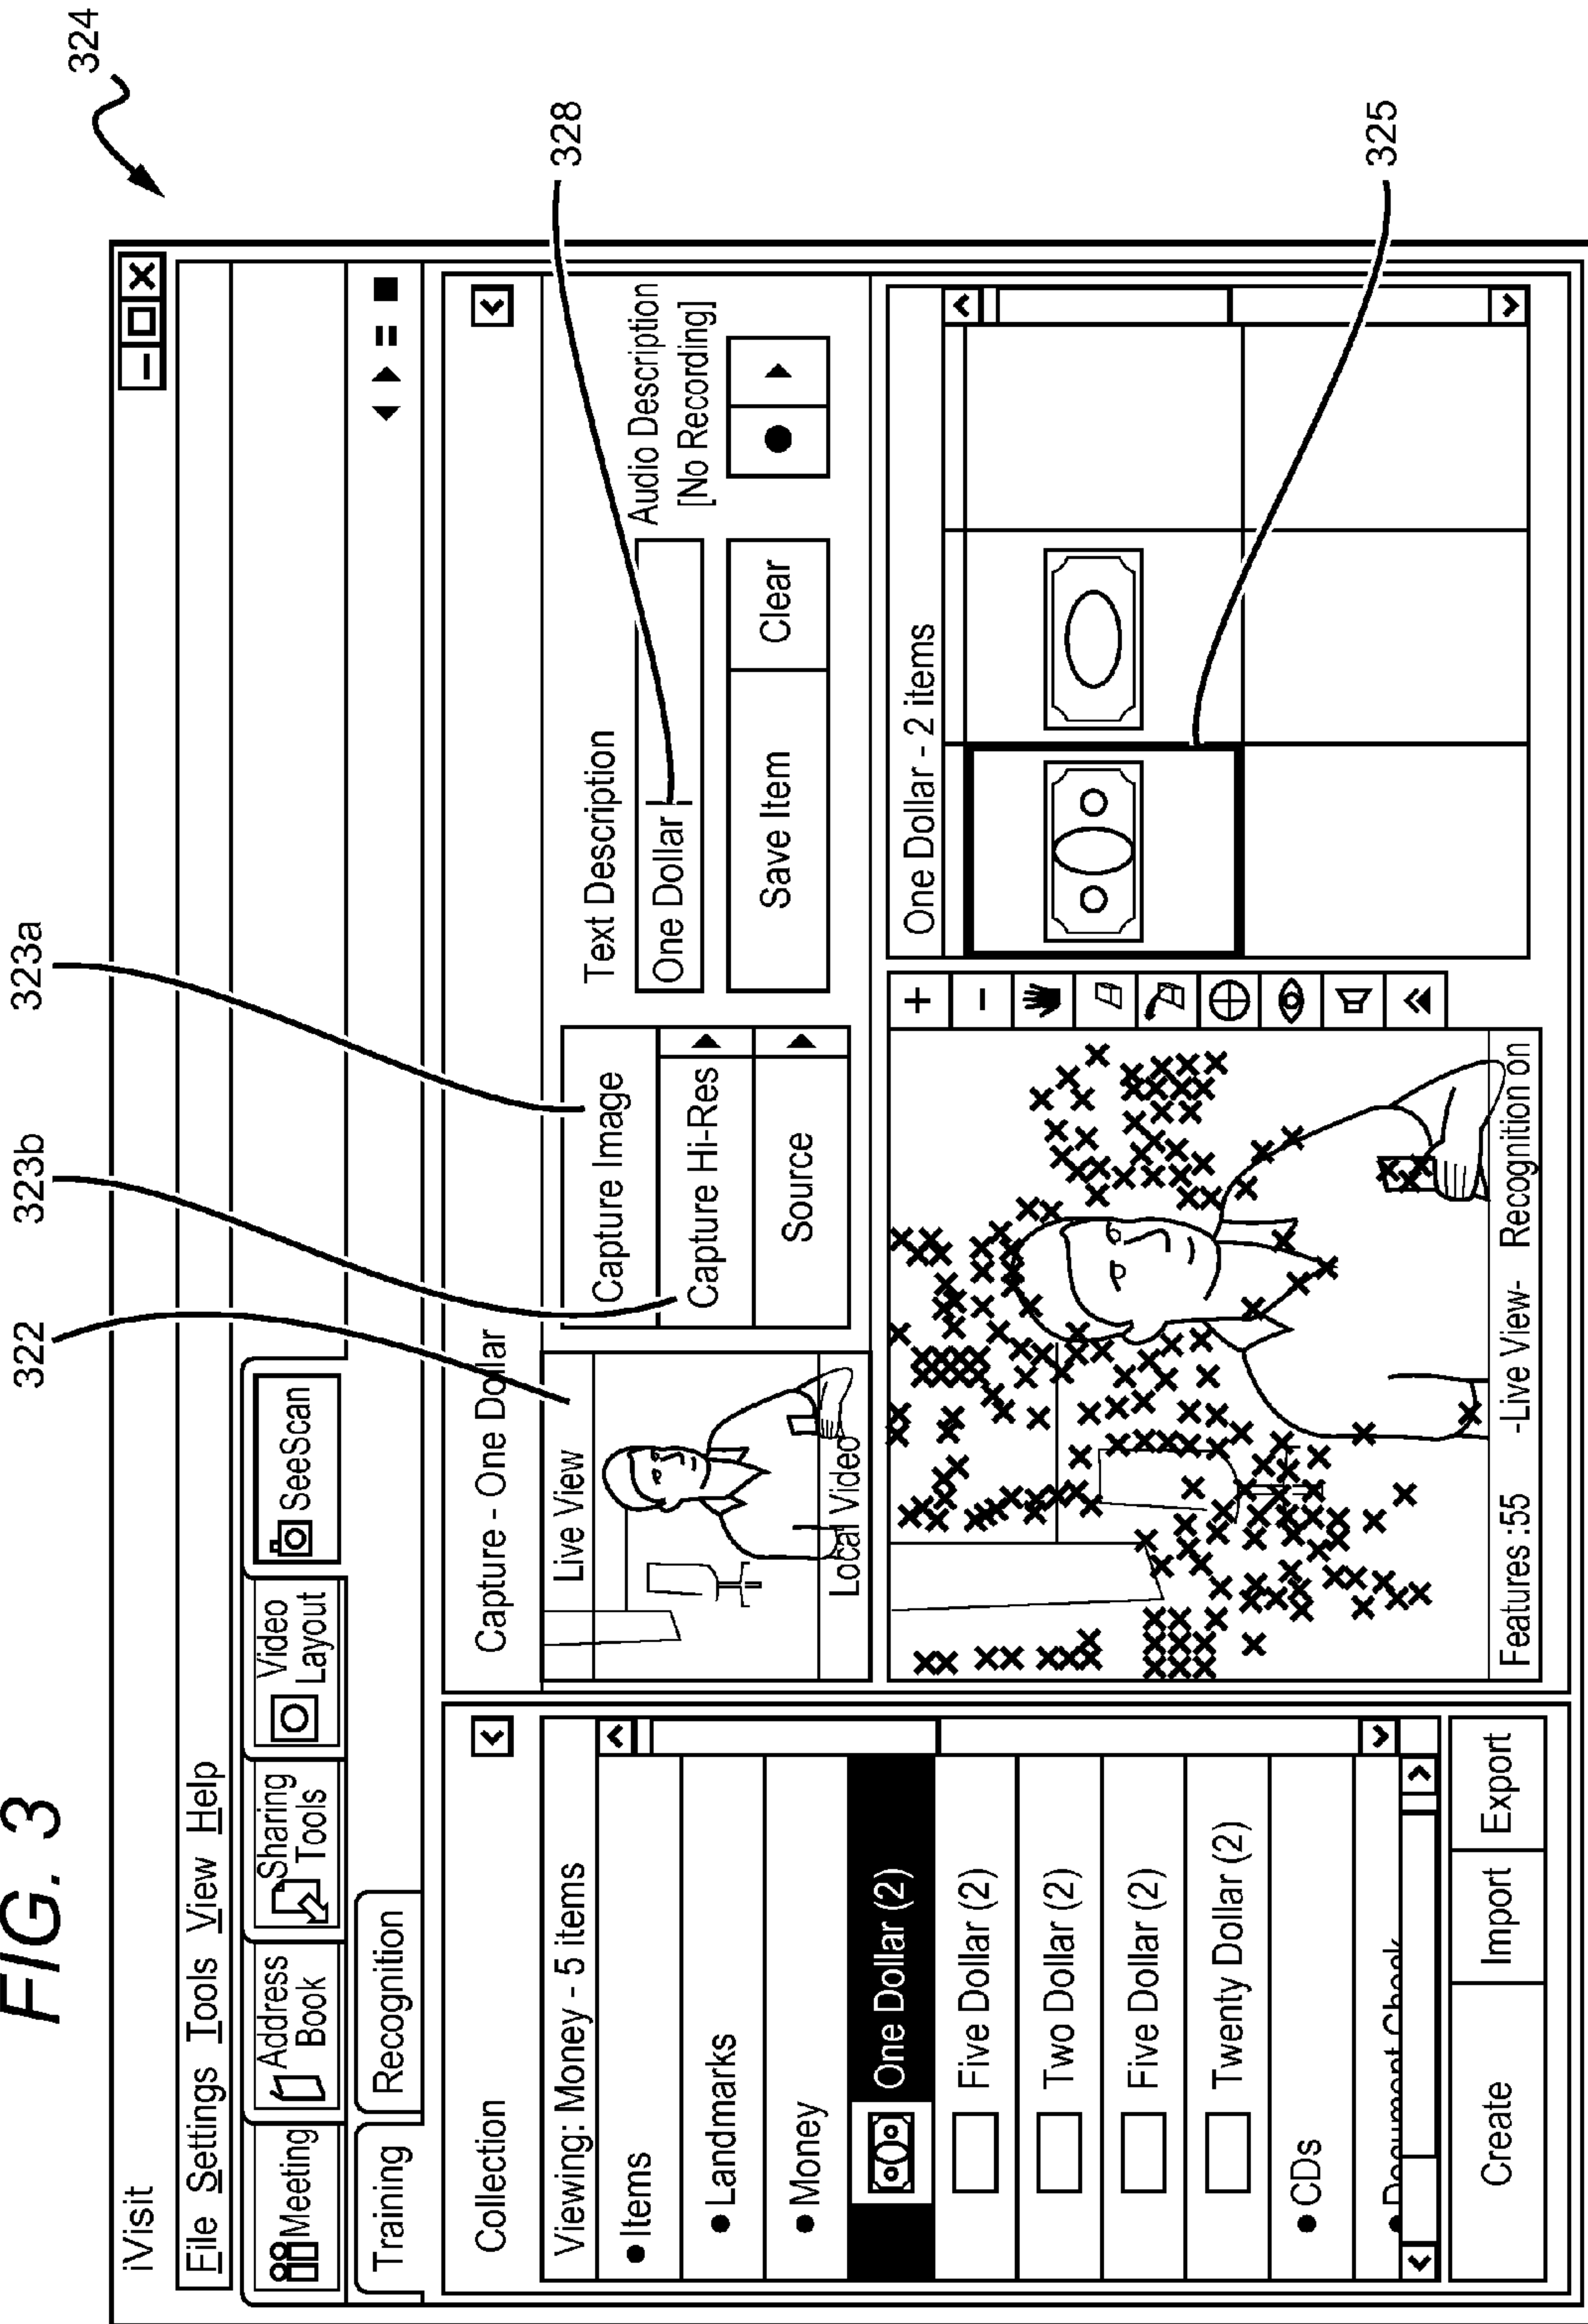 FIG. 3
322
323b
323a
324
328
325
iVisit
File Settings Tools View Help
Meeting
Address
Book
Sharing
Tools
Video
Layout
SeeScan
Training
Recognition
Collection
Viewing: Money - 5 items
Items
Landmarks
Money
One Dollar (2)
Five Dollar (2)
Two Dollar (2)
Five Dollar (2)
Twenty Dollar (2)
CDs
Document Check
Create
Import
Export
Capture - One Dollar
Live View
Local Video
Capture Image
Capture Hi-Res
Source
Text Description
One Dollar
Save Item
Clear
Audio Description
[No Recording]
Features :55
-Live View-
Recognition on
One Dollar - 2 items